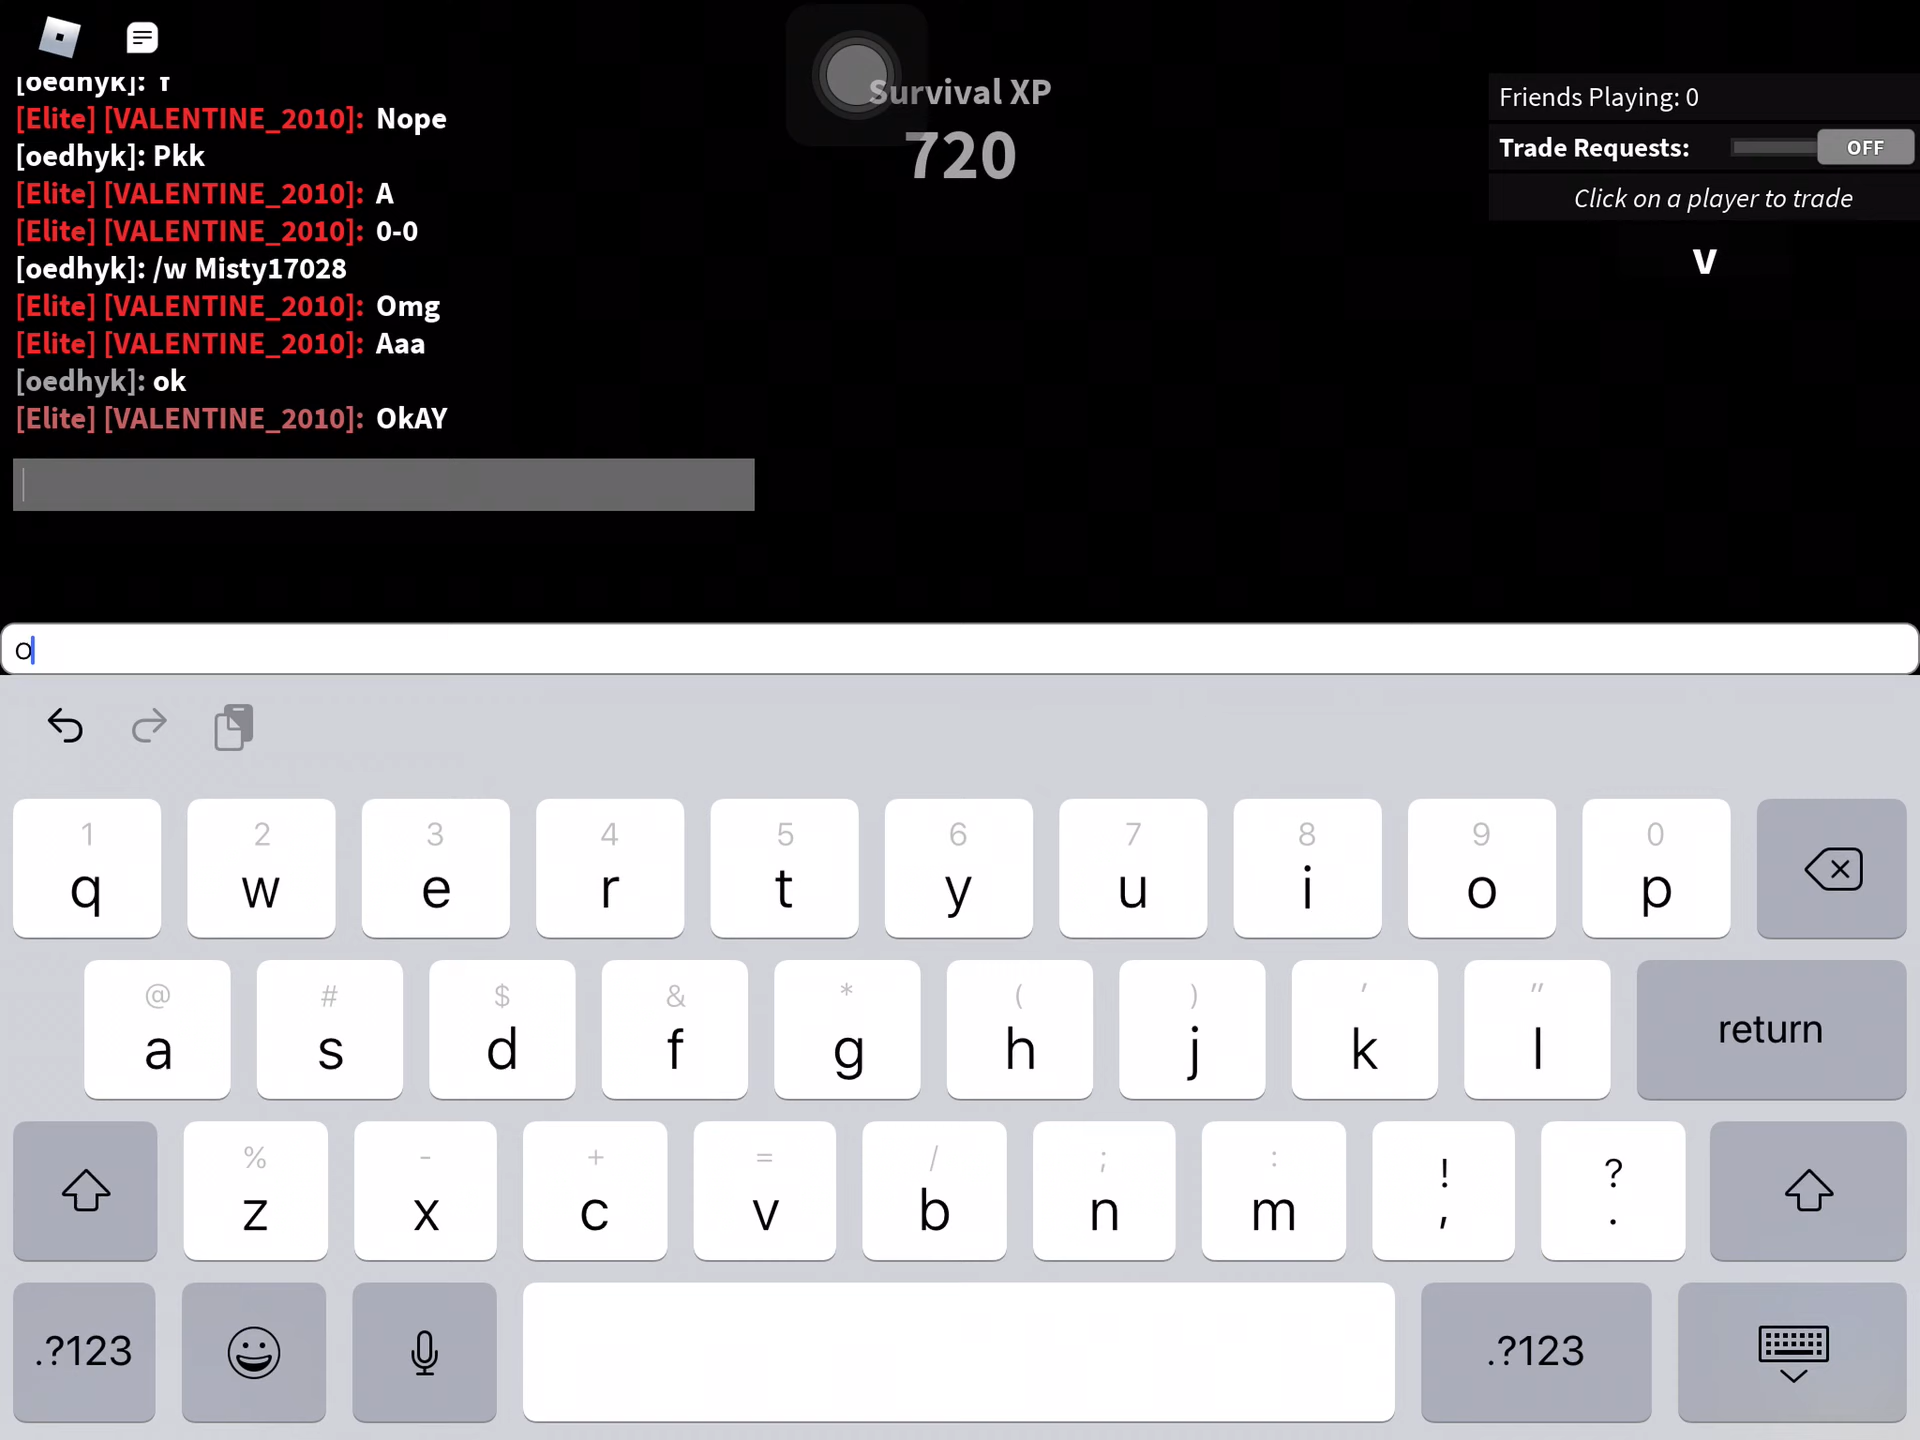 [oedhyk]:
[Elite] [VALENTINE_2010]: Nope
[oedhyk]: Pkk
[Elite] [VALENTINE_2010]: A
[Elite] [VALENTINE_2010]: 0-0
[oedhyk]: /w Misty17028
[Elite] [VALENTINE_2010]: Omg
[Elite] [VALENTINE_2010]: Aaa
[oedhyk]: ok
[Elite] [VALENTINE_2010]: OkAY
Survival XP
720
Friends Playing: 0
Trade Requests: OFF
Click on a player to trade
v
o
1 2 3 4 5 6 7 8 9 0
q w e r t y u i o p
@ # $ & * ( ) ' "
a s d f g h j k l return
% - + = / ; : ! ?
z x c v b n m , .
.?123 .?123